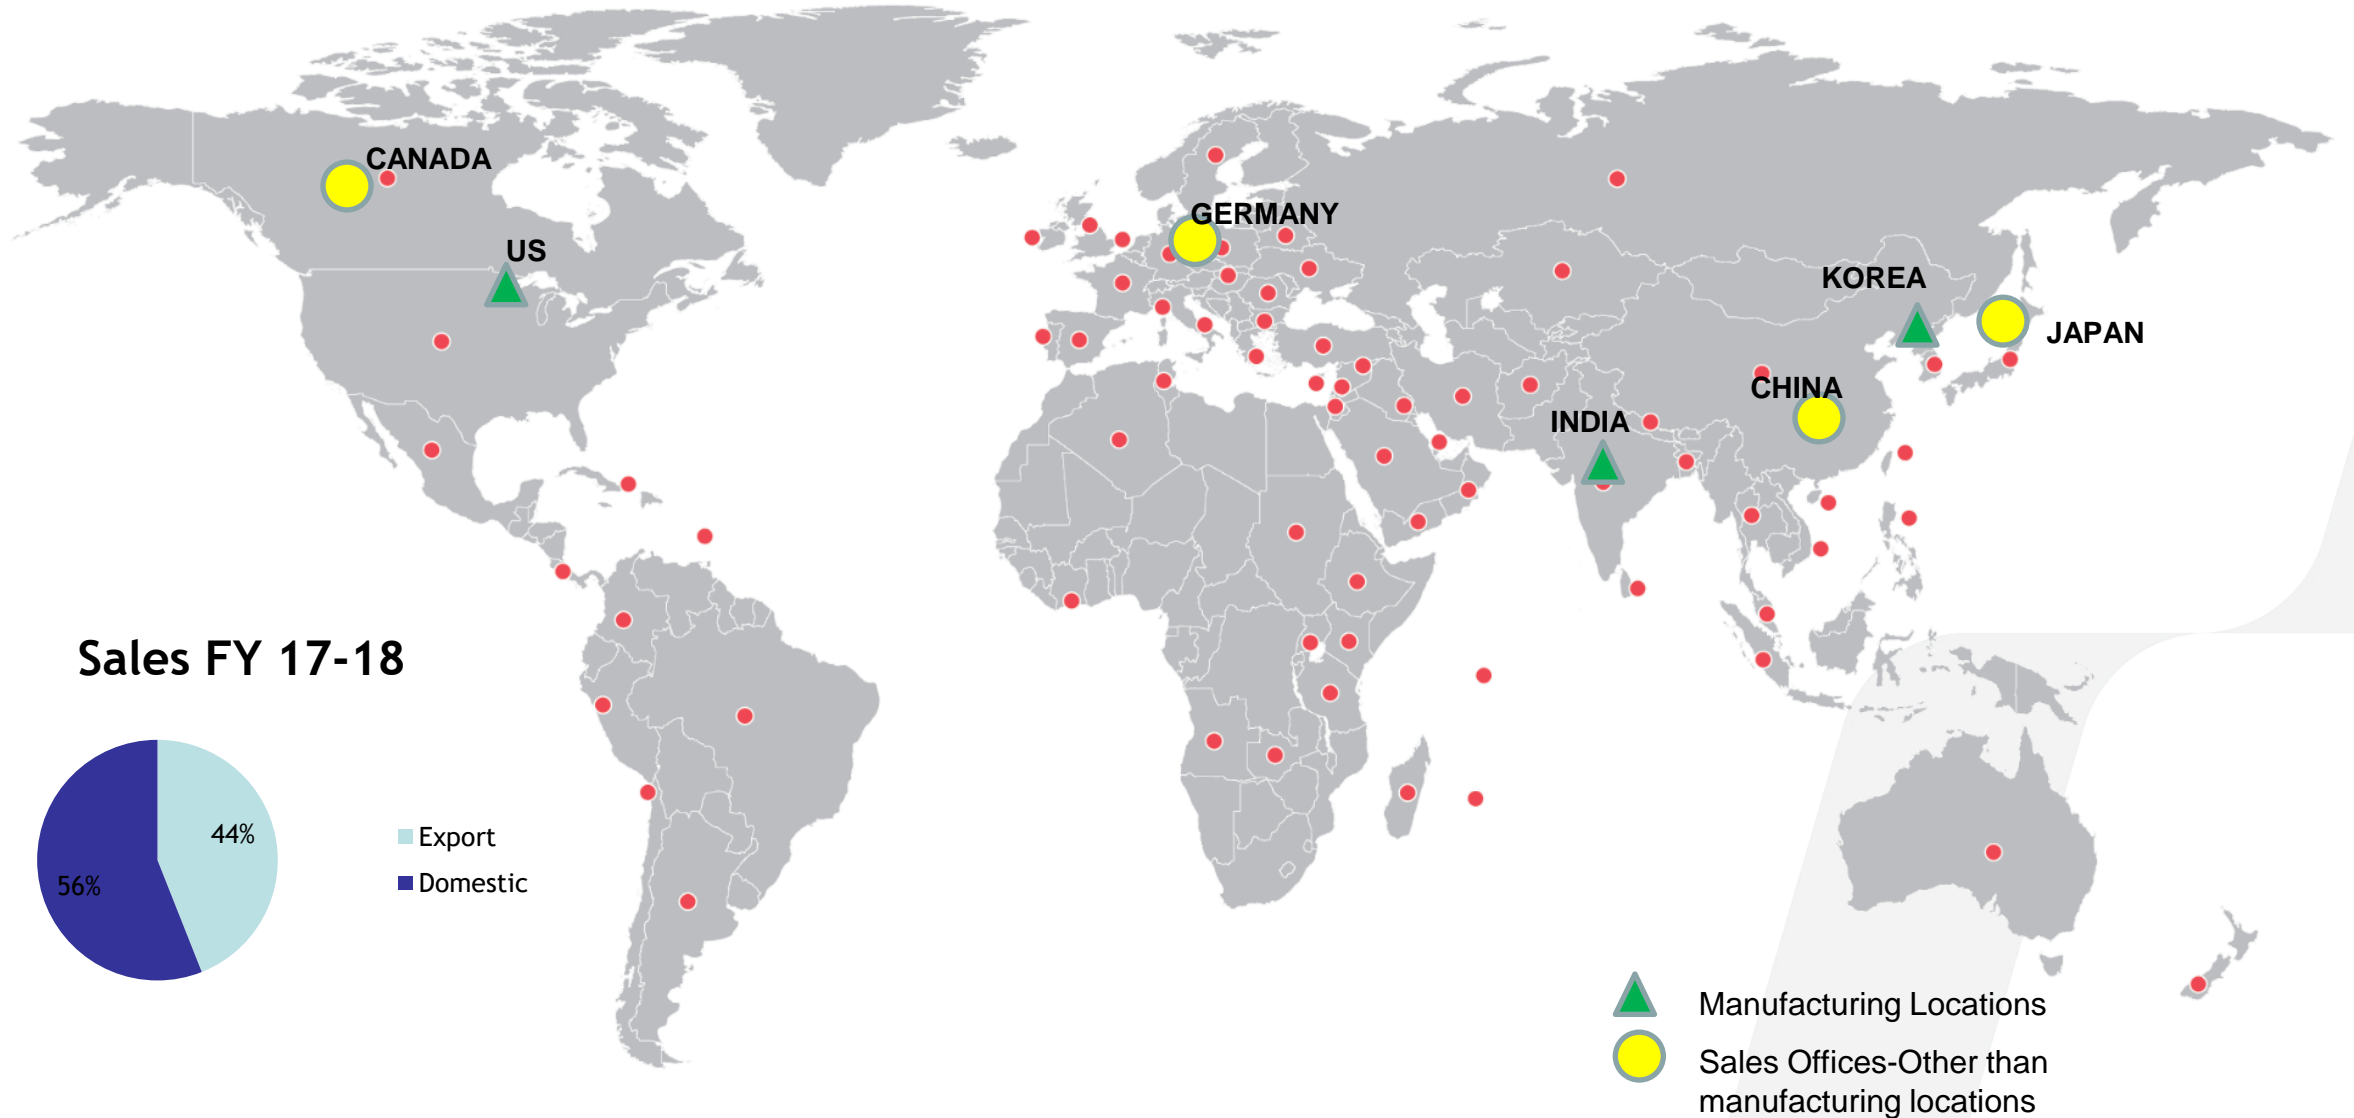 CANADA
GERMANY
US
KOREA
JAPAN
CHINA
INDIA
Sales FY 17-18
44%
56%
Export
Domestic
Manufacturing Locations
Sales Offices-Other than
manufacturing locations